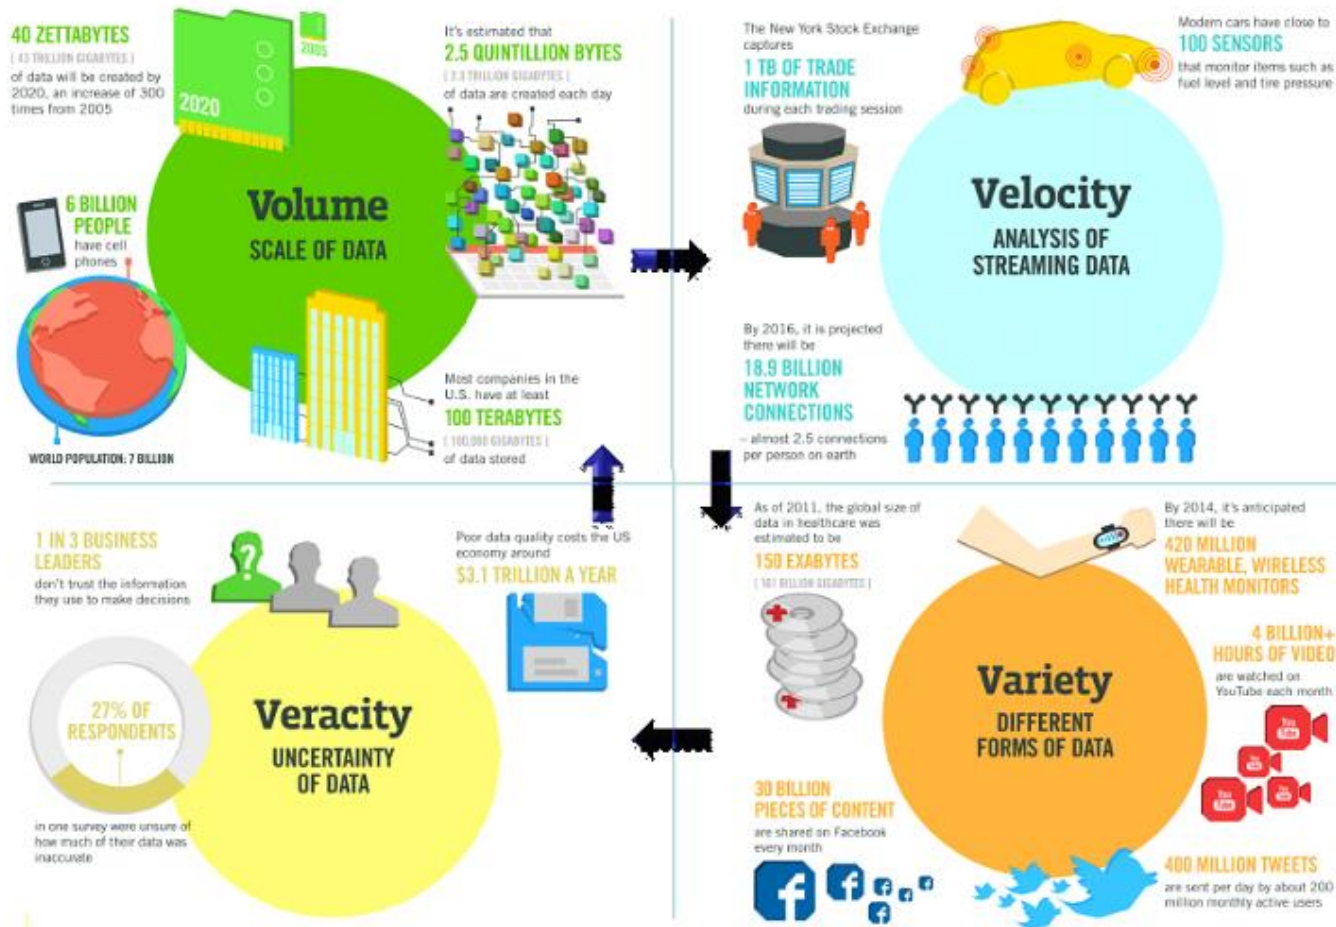 40 ZETTABYTES
[ 43 TRILLION GIGABYTES ]
of data will be created by
2020, an increase of 300
times from 2005
2020
2005
It's estimated that
2.5 QUINTILLION BYTES
[ 2.3 TRILLION GIGABYTES ]
of data are created each day
6 BILLION
PEOPLE
have cell
phones
WORLD POPULATION: 7 BILLION
Volume
SCALE OF DATA
Most companies in the
U.S. have at least
100 TERABYTES
[ 100,000 GIGABYTES ]
of data stored
The New York Stock Exchange
captures
1 TB OF TRADE
INFORMATION
during each trading session
Modern cars have close to
100 SENSORS
that monitor items such as
fuel level and tire pressure
Velocity
ANALYSIS OF
STREAMING DATA
By 2016, it is projected
there will be
18.9 BILLION
NETWORK
CONNECTIONS
– almost 2.5 connections
per person on earth
1 IN 3 BUSINESS
LEADERS
don't trust the information
they use to make decisions
?
Poor data quality costs the US
economy around
$3.1 TRILLION A YEAR
27% OF
RESPONDENTS
in one survey were unsure of
how much of their data was
inaccurate
Veracity
UNCERTAINTY
OF DATA
As of 2011, the global size of
data in healthcare was
estimated to be
150 EXABYTES
[ 161 BILLION GIGABYTES ]
By 2014, it's anticipated
there will be
420 MILLION
WEARABLE, WIRELESS
HEALTH MONITORS
4 BILLION+
HOURS OF VIDEO
are watched on
YouTube each month
You
Tube
You
Tube
You
Tube
You
Tube
Variety
DIFFERENT
FORMS OF DATA
30 BILLION
PIECES OF CONTENT
are shared on Facebook
every month
f
f
f
f
f
f
400 MILLION TWEETS
are sent per day by about 200
million monthly active users